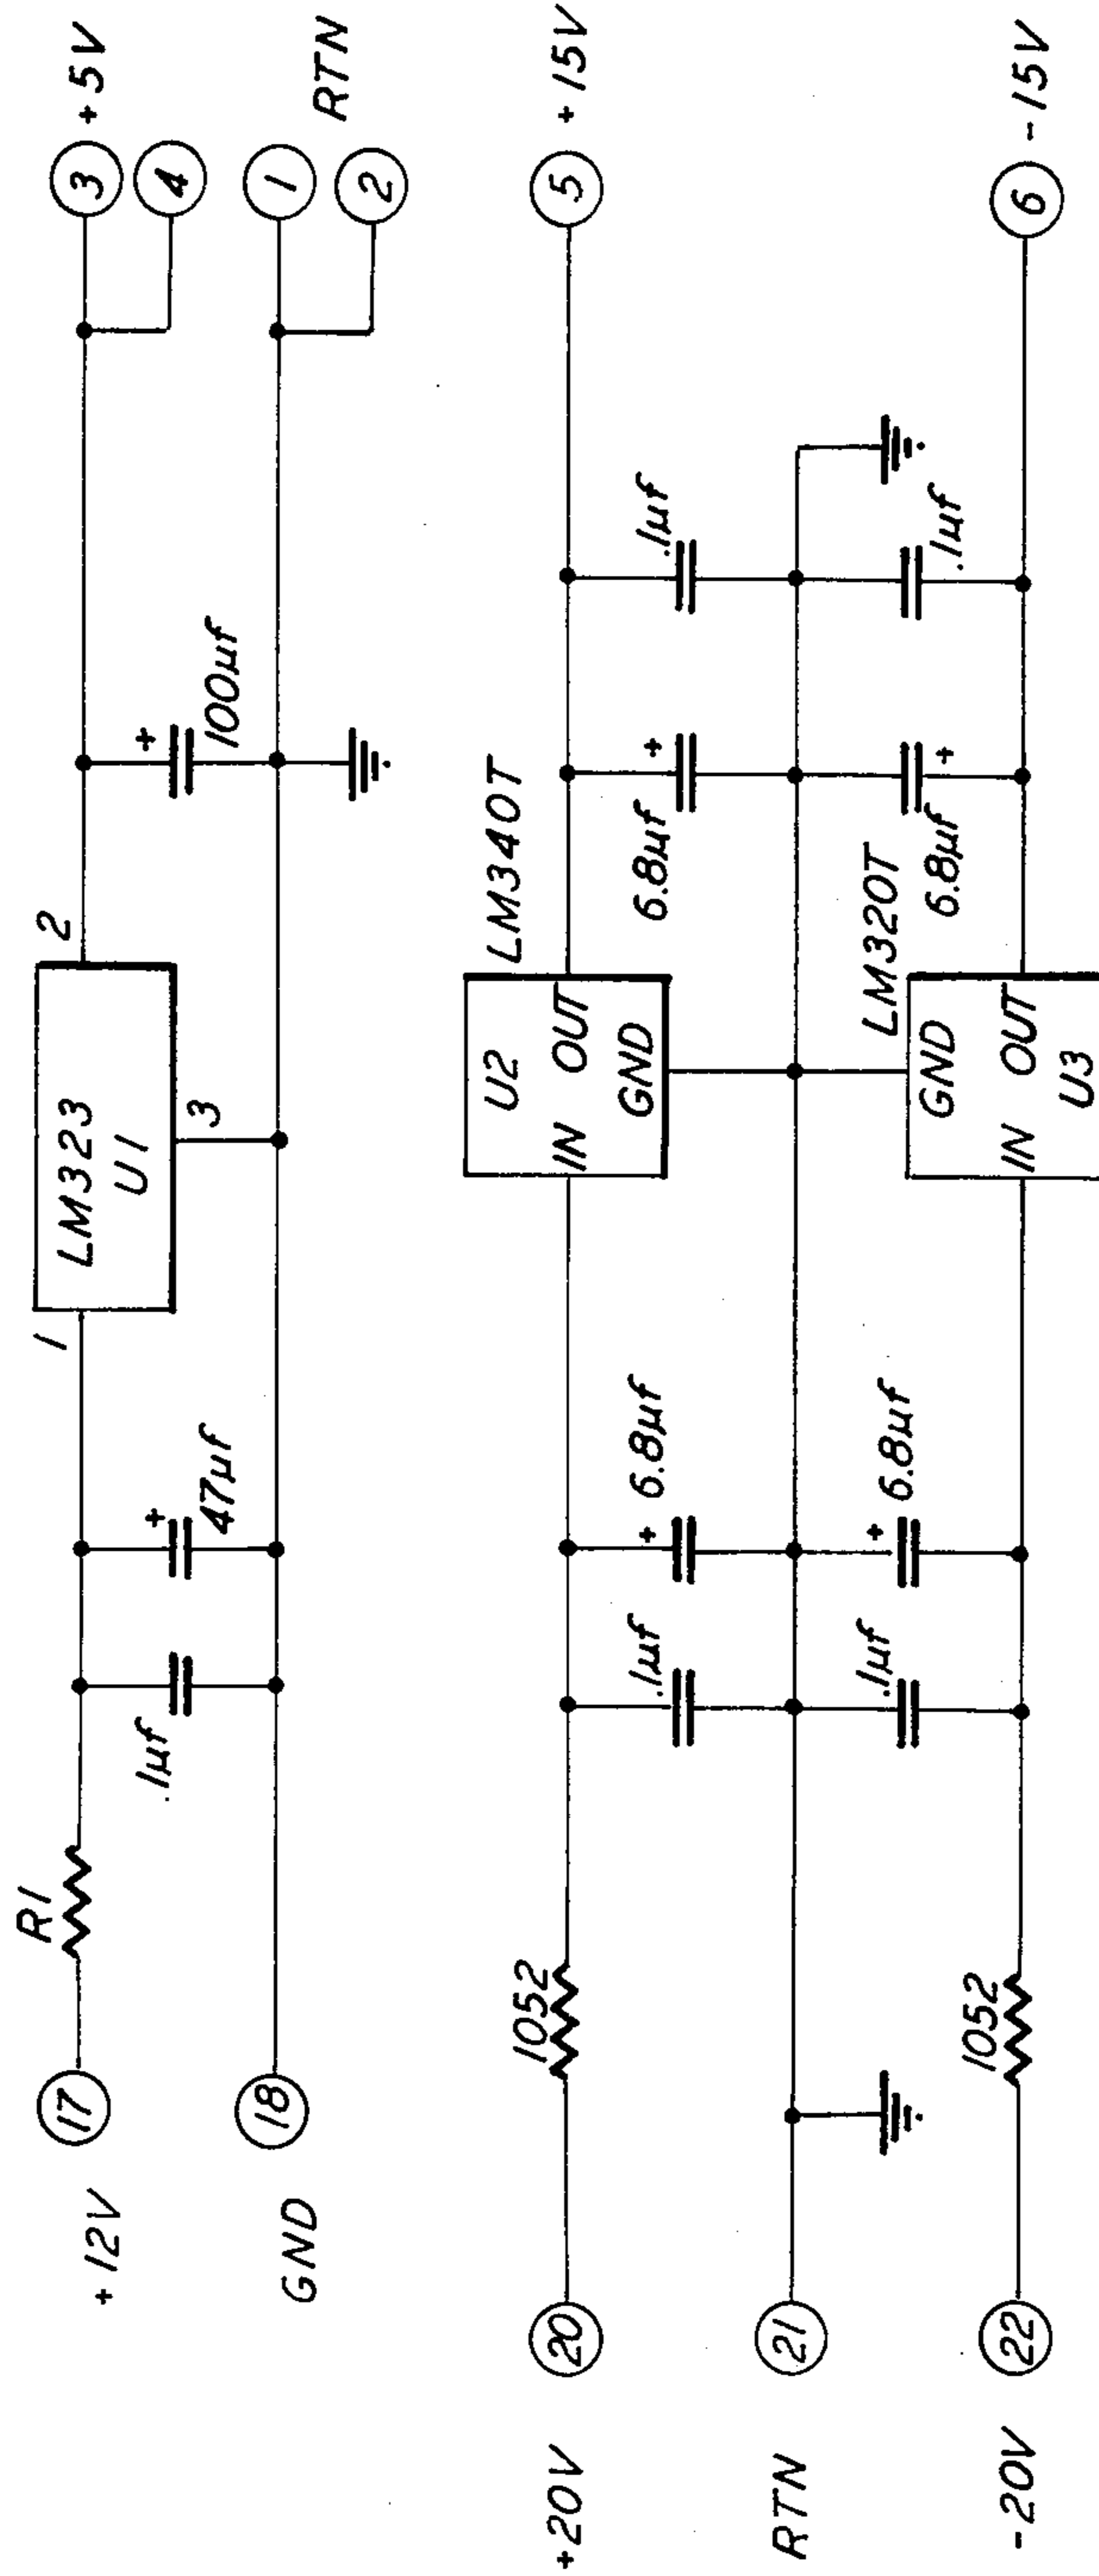 +12V
17
R1
.1µf
47µf
+
1
LM323
U1
2
3
+
100µf
3
+5V
4
GND
18
1
RTN
2
+20V
20
1052
.1µf
+
6.8µf
U2
IN OUT
GND
LM340T
6.8µf
+
.1µf
5
+15V
RTN
21
-20V
22
1052
.1µf
+
6.8µf
LM320T
GND
IN OUT
U3
6.8µf
+
.1µf
6
-15V